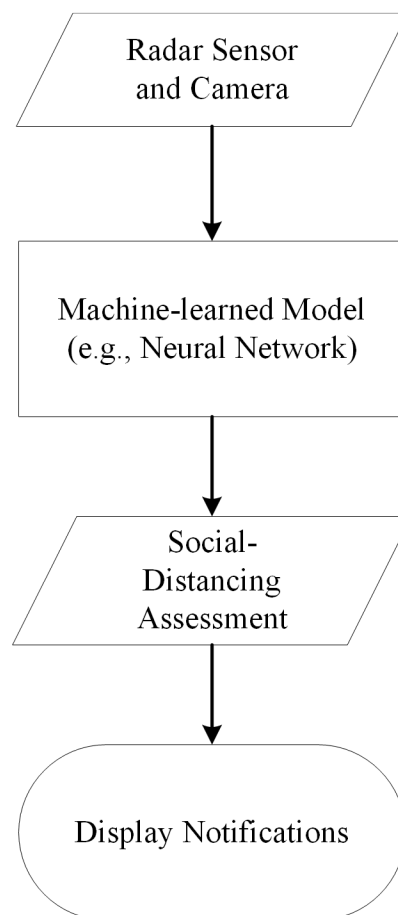 Radar Sensor
and Camera
Machine-learned Model
(e.g., Neural Network)
Social-
Distancing
Assessment
Display Notifications